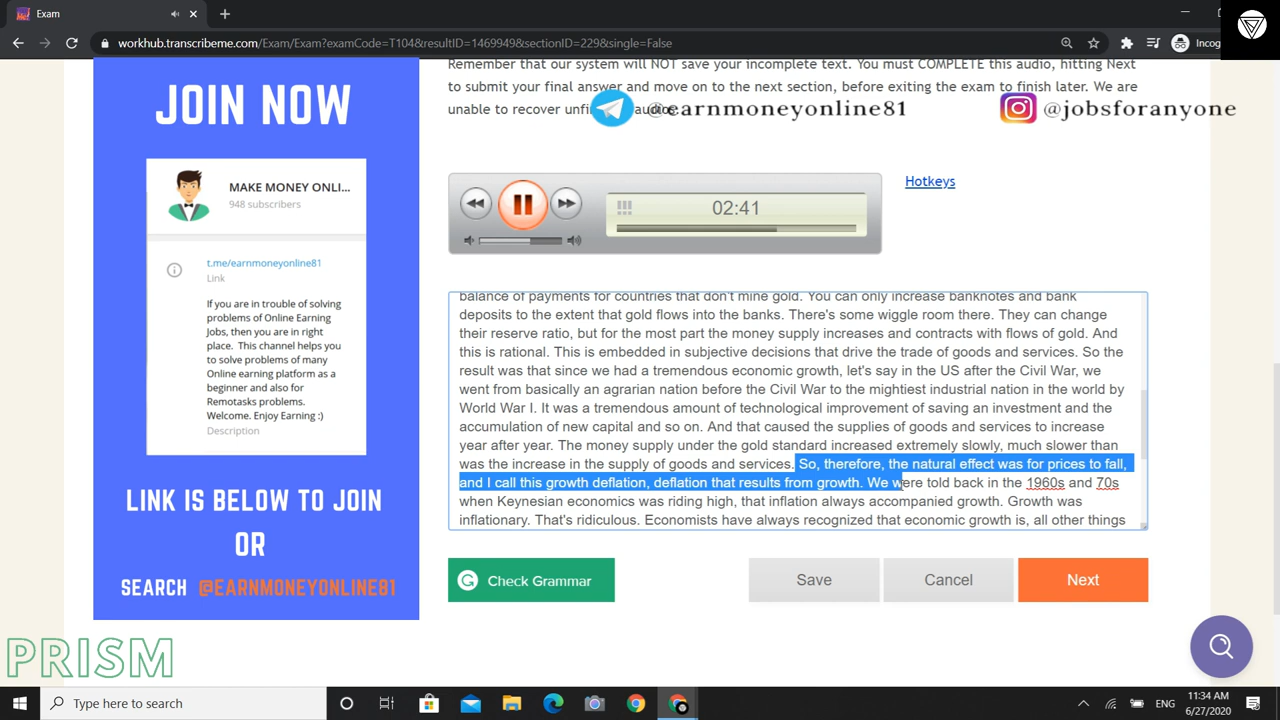 Exam
workhub.transcribeme.com/Exam/Exam?examCode=T104&resultID=1469949&sectionID=229&single=False
Incog
JOIN NOW
MAKE MONEY ONLI...
948 subscribers
t.me/earnmoneyonline81
Link
If you are in trouble of solving
problems of Online Earning
Jobs, then you are in right
place. This channel helps you
to solve problems of many
Online earning platform as a
beginner and also for
Remotasks problems.
Welcome. Enjoy Earning :)
Description
LINK IS BELOW TO JOIN
OR
SEARCH @EARNMONEYONLINE81
Remember that our system will NOT save your incomplete text. You must COMPLETE this audio, hitting Next
to submit your final answer and move on to the next section, before exiting the exam to finish later. We are
unable to recover audio
@earnmoneyonline81
@jobsforanyone
Hotkeys
02:41
balance of payments for countries that don't mine gold. You can only increase banknotes and bank
deposits to the extent that gold flows into the banks. There's some wiggle room there. They can change
their reserve ratio, but for the most part the money supply increases and contracts with flows of gold. And
this is rational. This is embedded in subjective decisions that drive the trade of goods and services. So the
result was that since we had a tremendous economic growth, let's say in the US after the Civil War, we
went from basically an agrarian nation before the Civil War to the mightiest industrial nation in the world by
World War I. It was a tremendous amount of technological improvement of saving an investment and the
accumulation of new capital and so on. And that caused the supplies of goods and services to increase
year after year. The money supply under the gold standard increased extremely slowly, much slower than
was the increase in the supply of goods and services. So, therefore, the natural effect was for prices to fall,
and I call this growth deflation, deflation that results from growth. We were told back in the 1960s and 70s
when Keynesian economics was riding high, that inflation always accompanied growth. Growth was
inflationary. That's ridiculous. Economists have always recognized that economic growth is, all other things
Check Grammar
Save
Cancel
Next
PRISM
Type here to search
ENG
11:34 AM
6/27/2020